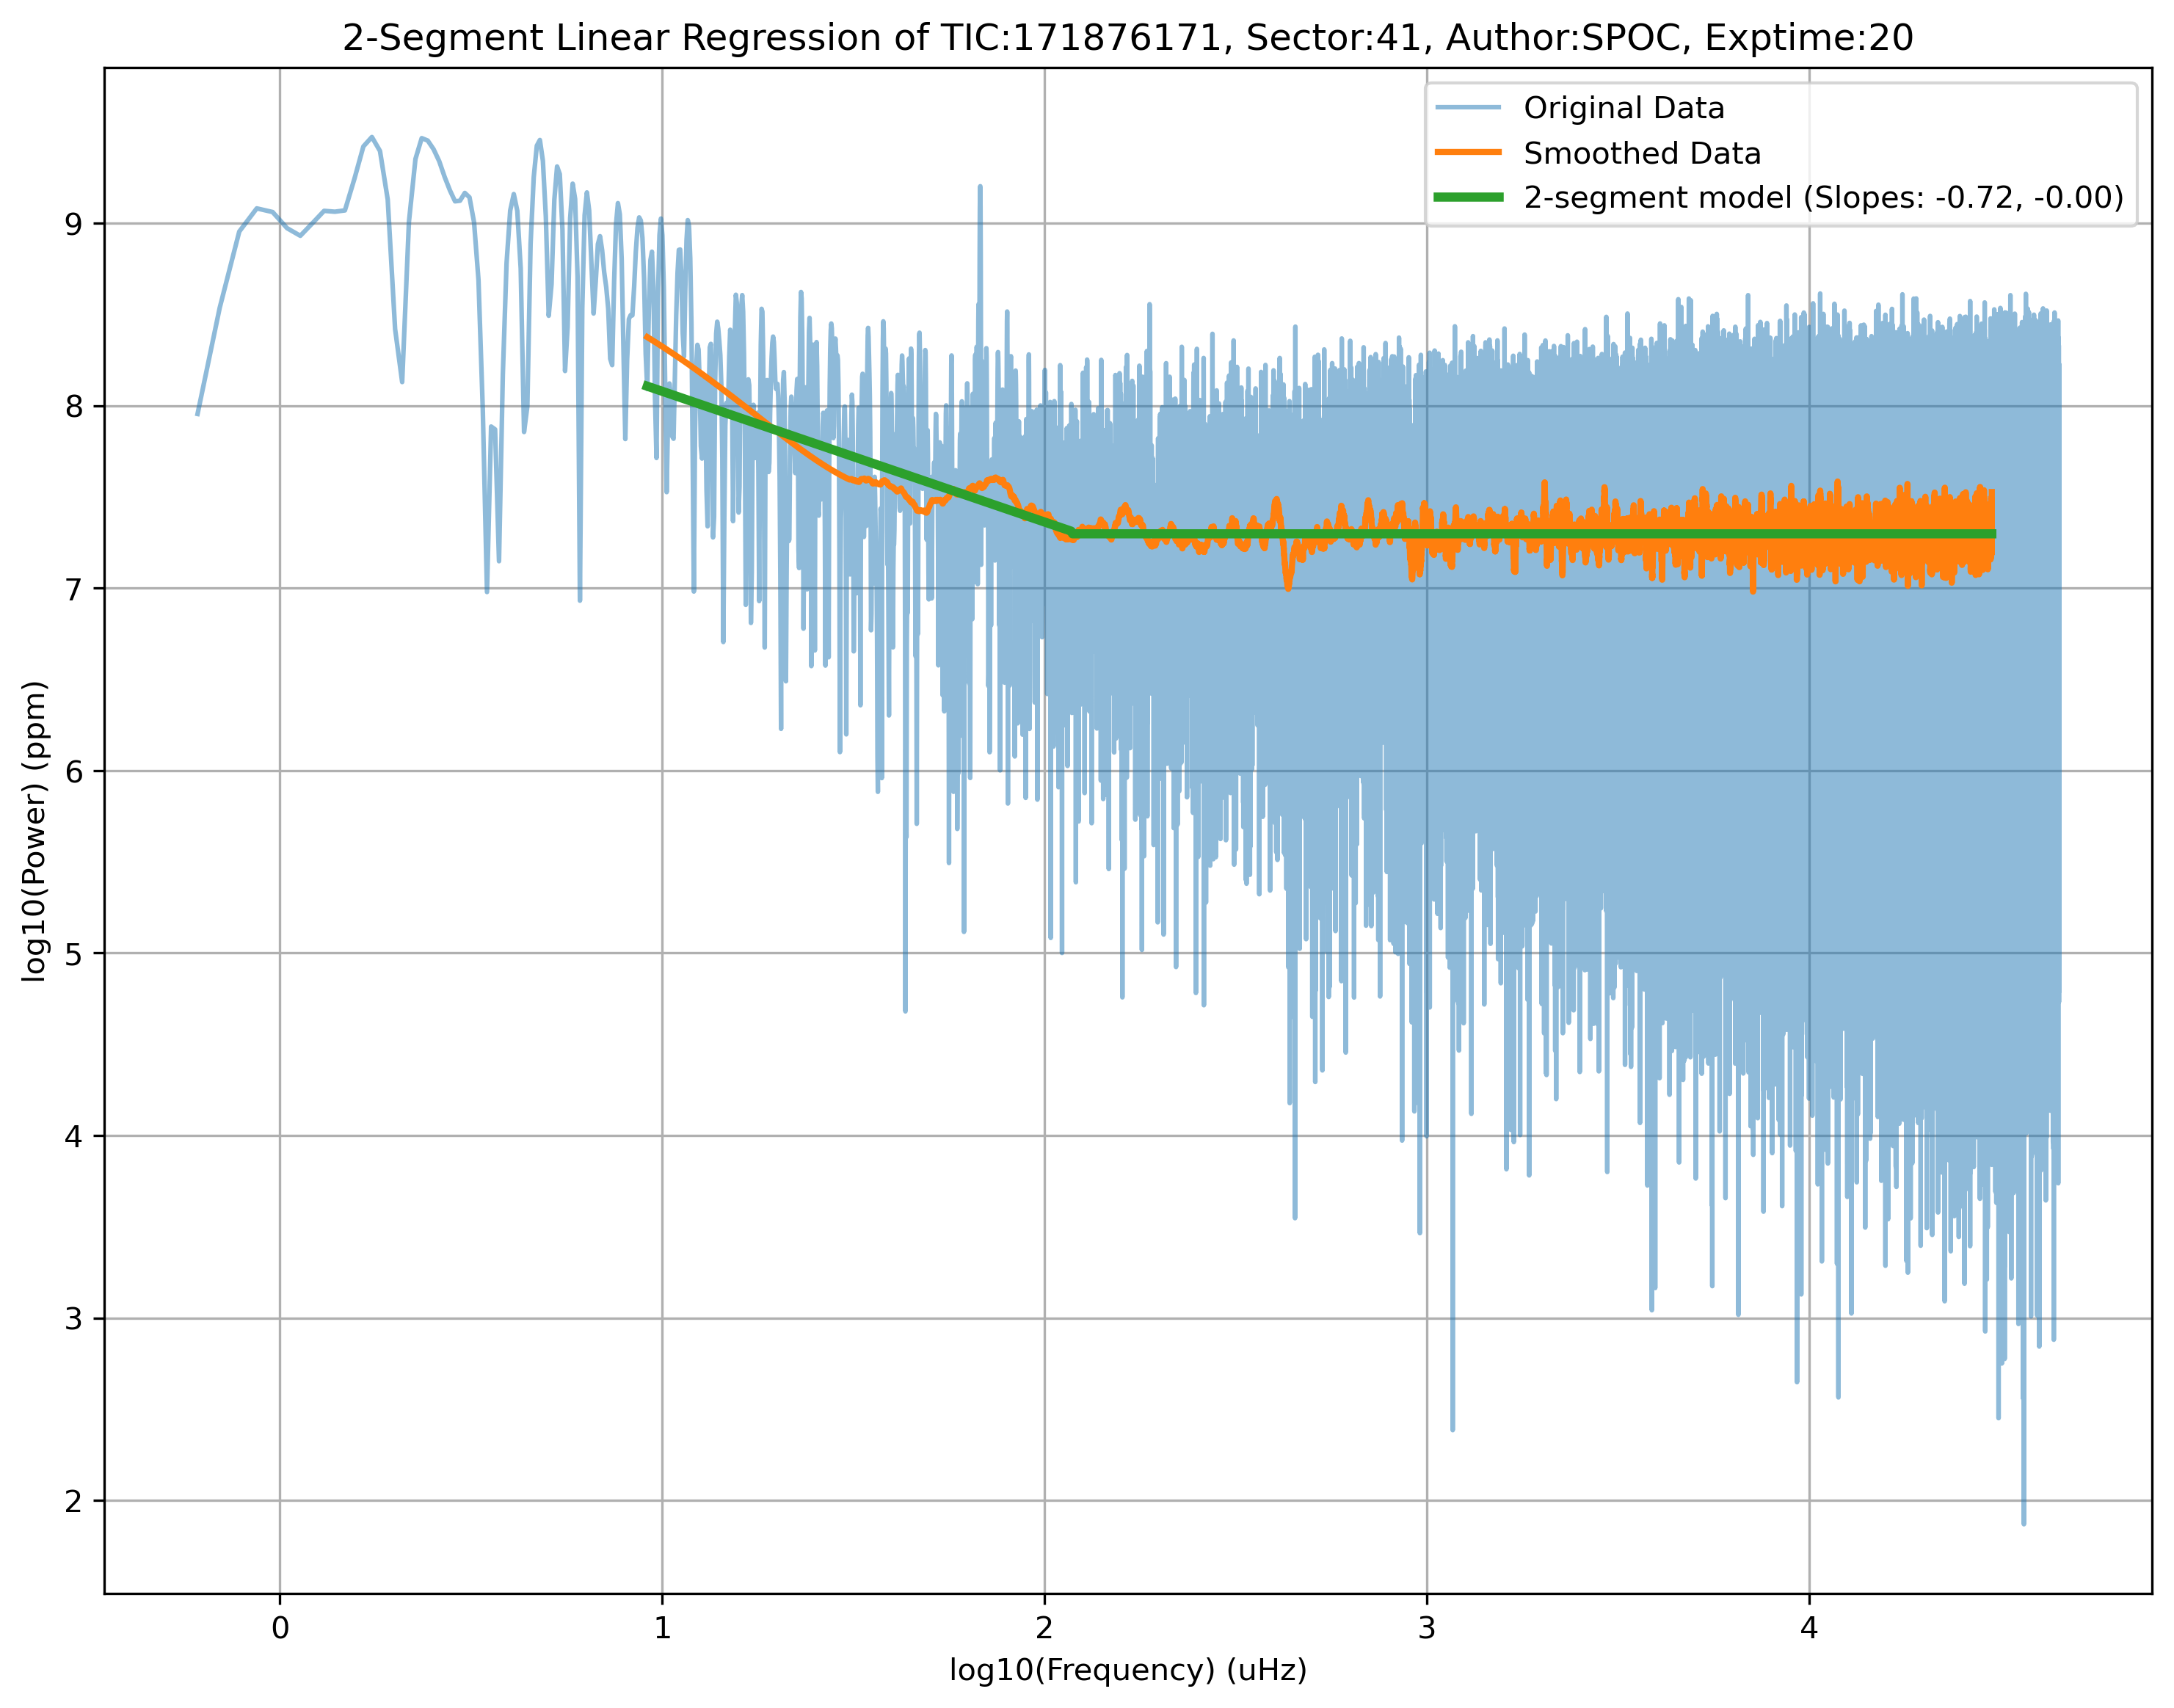 2-Segment Linear Regression of TIC:171876171, Sector:41, Author:SPOC, Exptime:20
Original Data
Smoothed Data
2-segment model (Slopes: -0.72, -0.00)
log10(Power) (ppm)
9
8
7
6
5
4
3
2
0 1 2 3 4
log10(Frequency) (uHz)